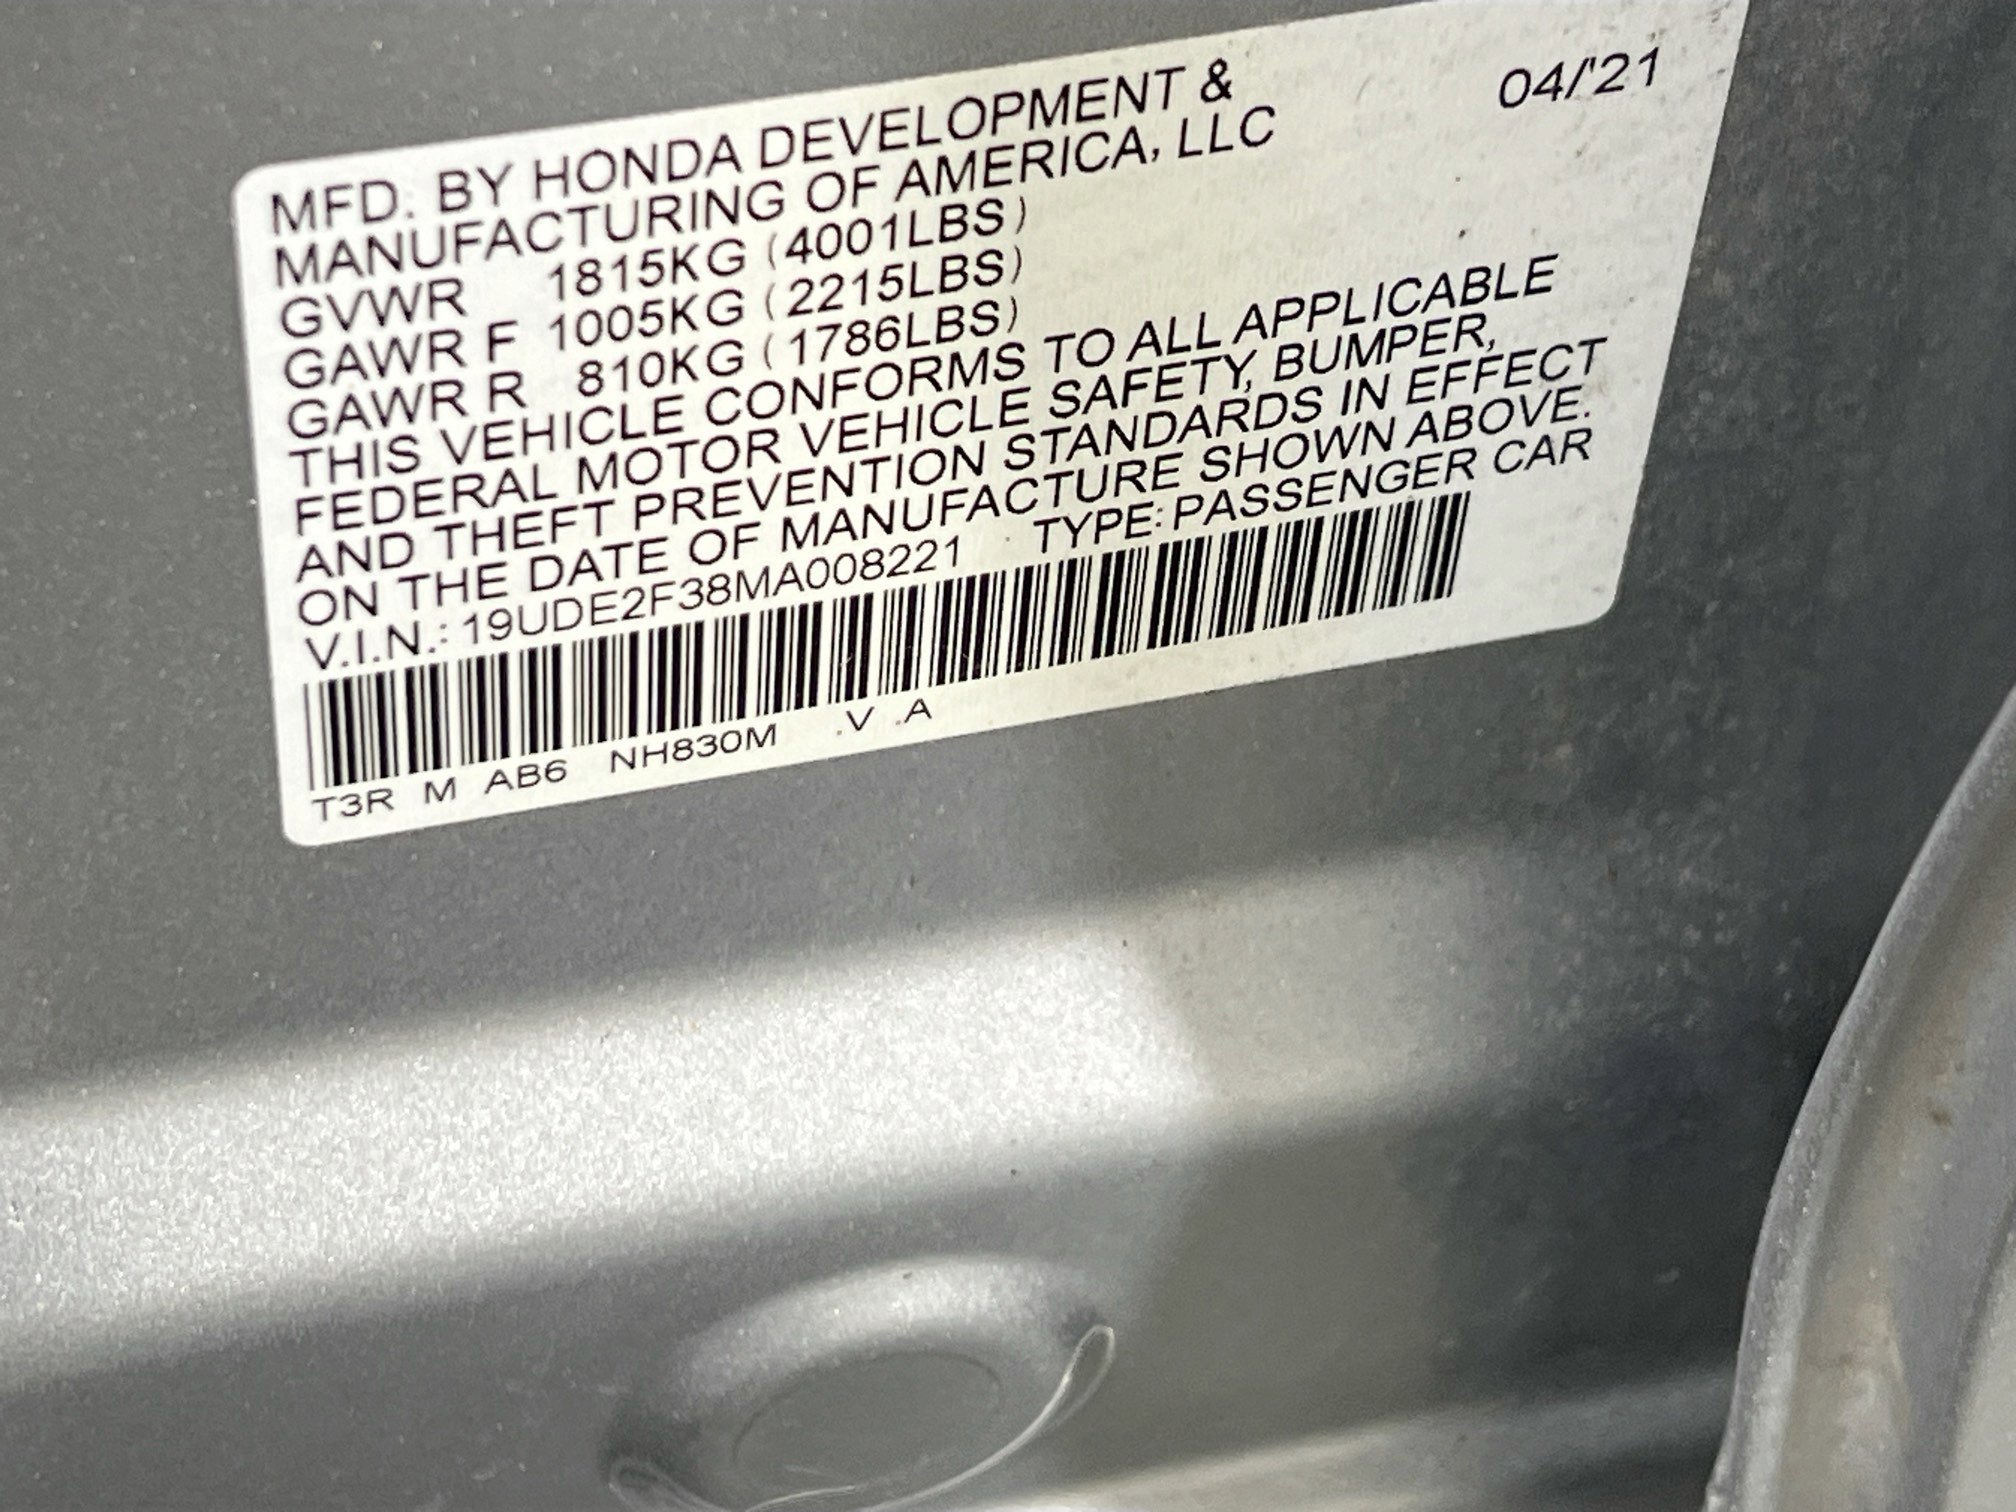 04/'21
MFD. BY HONDA DEVELOPMENT &
MANUFACTURING OF AMERICA, LLC
GVWR 1815KG (4001LBS)
GAWR F 1005KG (2215LBS)
GAWR R 810KG (1786LBS)
THIS VEHICLE CONFORMS TO ALL APPLICABLE
FEDERAL MOTOR VEHICLE SAFETY, BUMPER,
AND THEFT PREVENTION STANDARDS IN EFFECT
ON THE DATE OF MANUFACTURE SHOWN ABOVE.
V.I.N.: 19UDE2F38MA008221 TYPE: PASSENGER CAR
T3R M AB6 NH830M .V .A